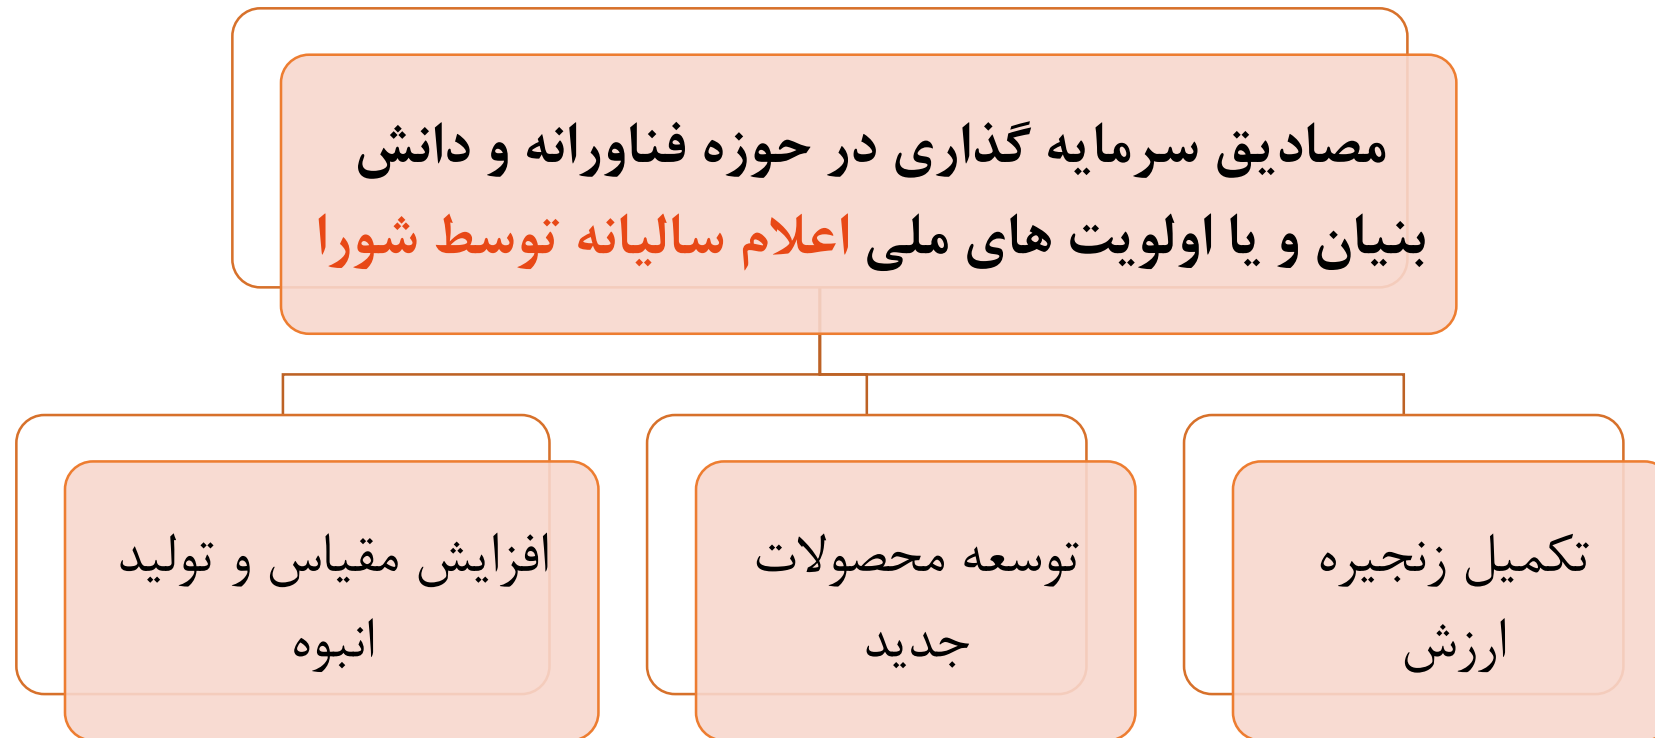 مصادیق سرمایه گذاری در حوزه فناورانه و دانش
بنیان و یا اولویت های ملی اعلام سالیانه توسط شورا
تکمیل زنجیره
ارزش
توسعه محصولات
جدید
افزایش مقیاس و تولید
انبوه